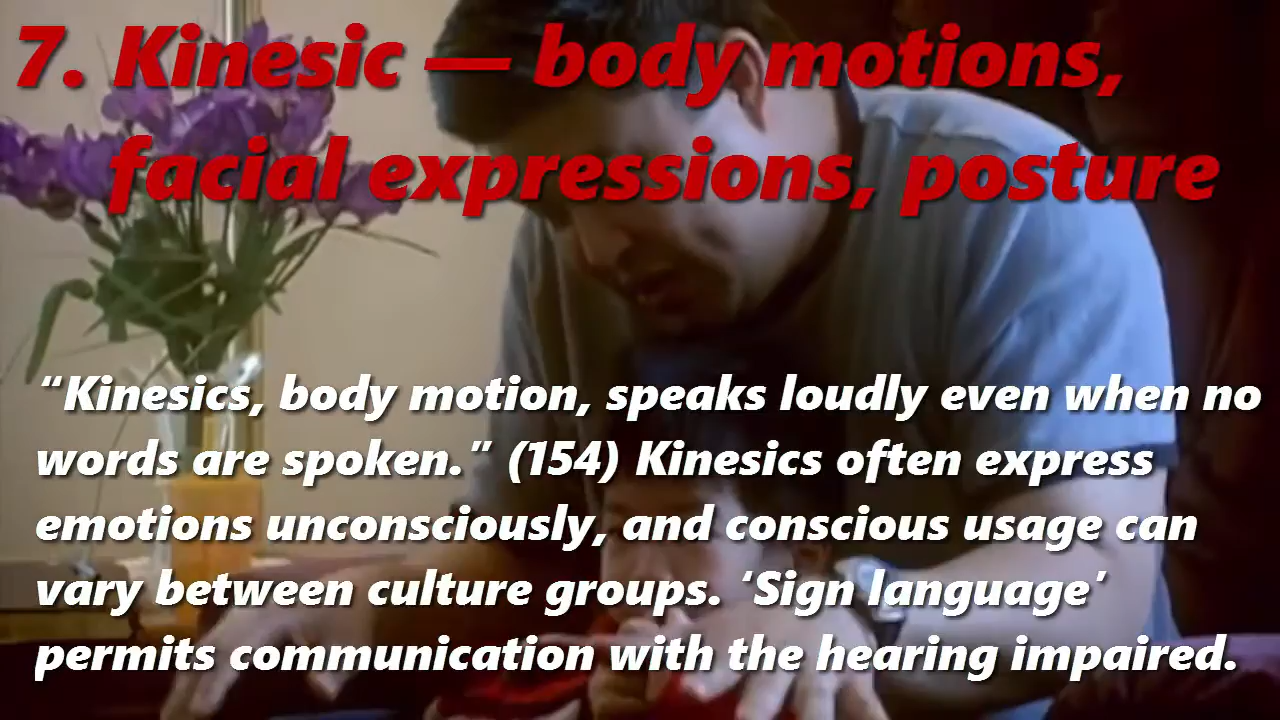 7. Kinesic — body motions,
facial expressions, posture
“Kinesics, body motion, speaks loudly even when no
words are spoken.” (154) Kinesics often express
emotions unconsciously, and conscious usage can
vary between culture groups. ‘Sign language’
permits communication with the hearing impaired.